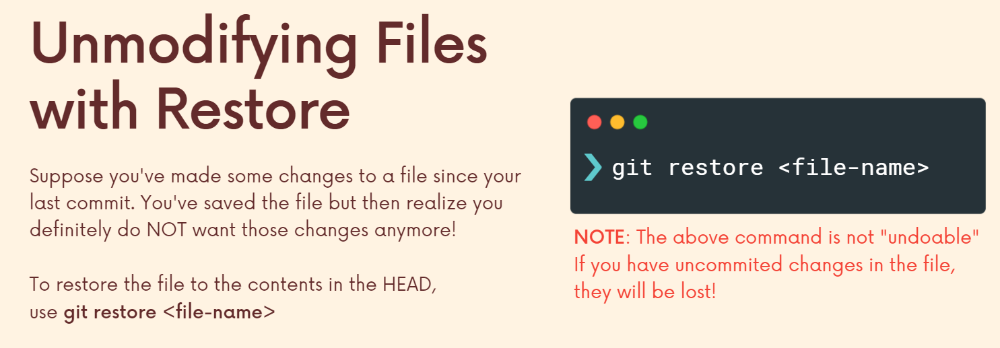 Unmodifying Files
with Restore
Suppose you've made some changes to a file since your
last commit. You've saved the file but then realize you
definitely do NOT want those changes anymore!
To restore the file to the contents in the HEAD,
use git restore <file-name>
❯ git restore <file-name>
NOTE: The above command is not "undoable"
If you have uncommited changes in the file,
they will be lost!